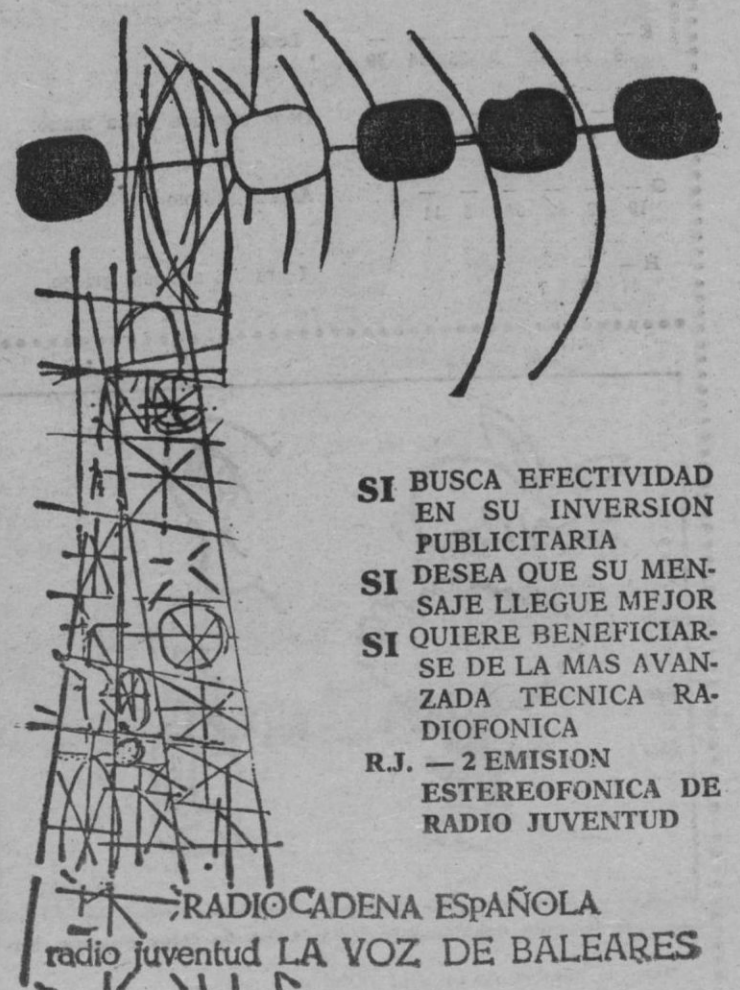 SI BUSCA EFECTIVIDAD
EN SU INVERSION
PUBLICITARIA
SI DESEA QUE SU MEN-
SAJE LLEGUE MEJOR
SI QUIERE BENEFICIAR-
SE DE LA MAS AVAN-
ZADA TECNICA RA-
DIOFONICA
R.J. — 2 EMISION
ESTEREOFONICA DE
RADIO JUVENTUD
RADIOCADENA ESPAÑOLA
radio juventud LA VOZ DE BALEARES